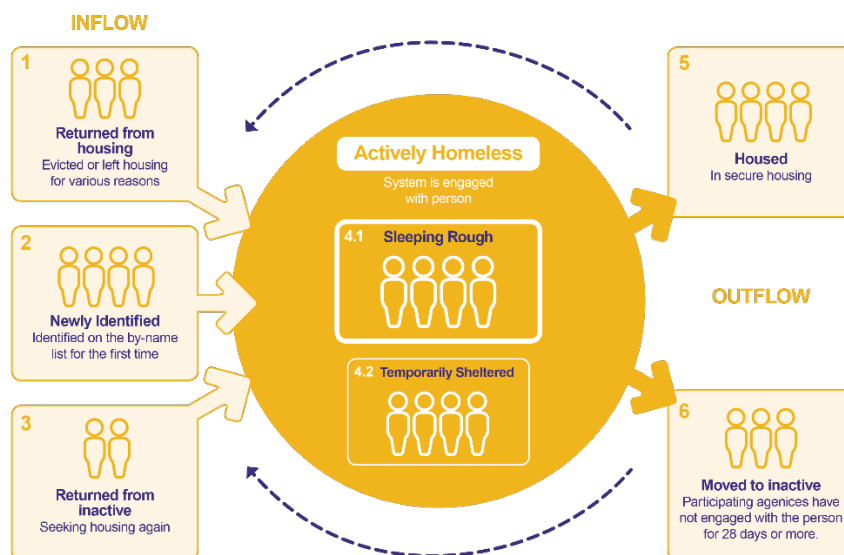 INFLOW
1
Returned from
housing
Evicted or left housing
for various reasons
2
Newly Identified
Identified on the by-name
list for the first time
3
Returned from
inactive
Seeking housing again
Actively Homeless
System is engaged
with person
4.1 Sleeping Rough
4.2 Temporarily Sheltered
5
Housed
In secure housing
OUTFLOW
6
Moved to inactive
Participating agenices have
not engaged with the person
for 28 days or more.